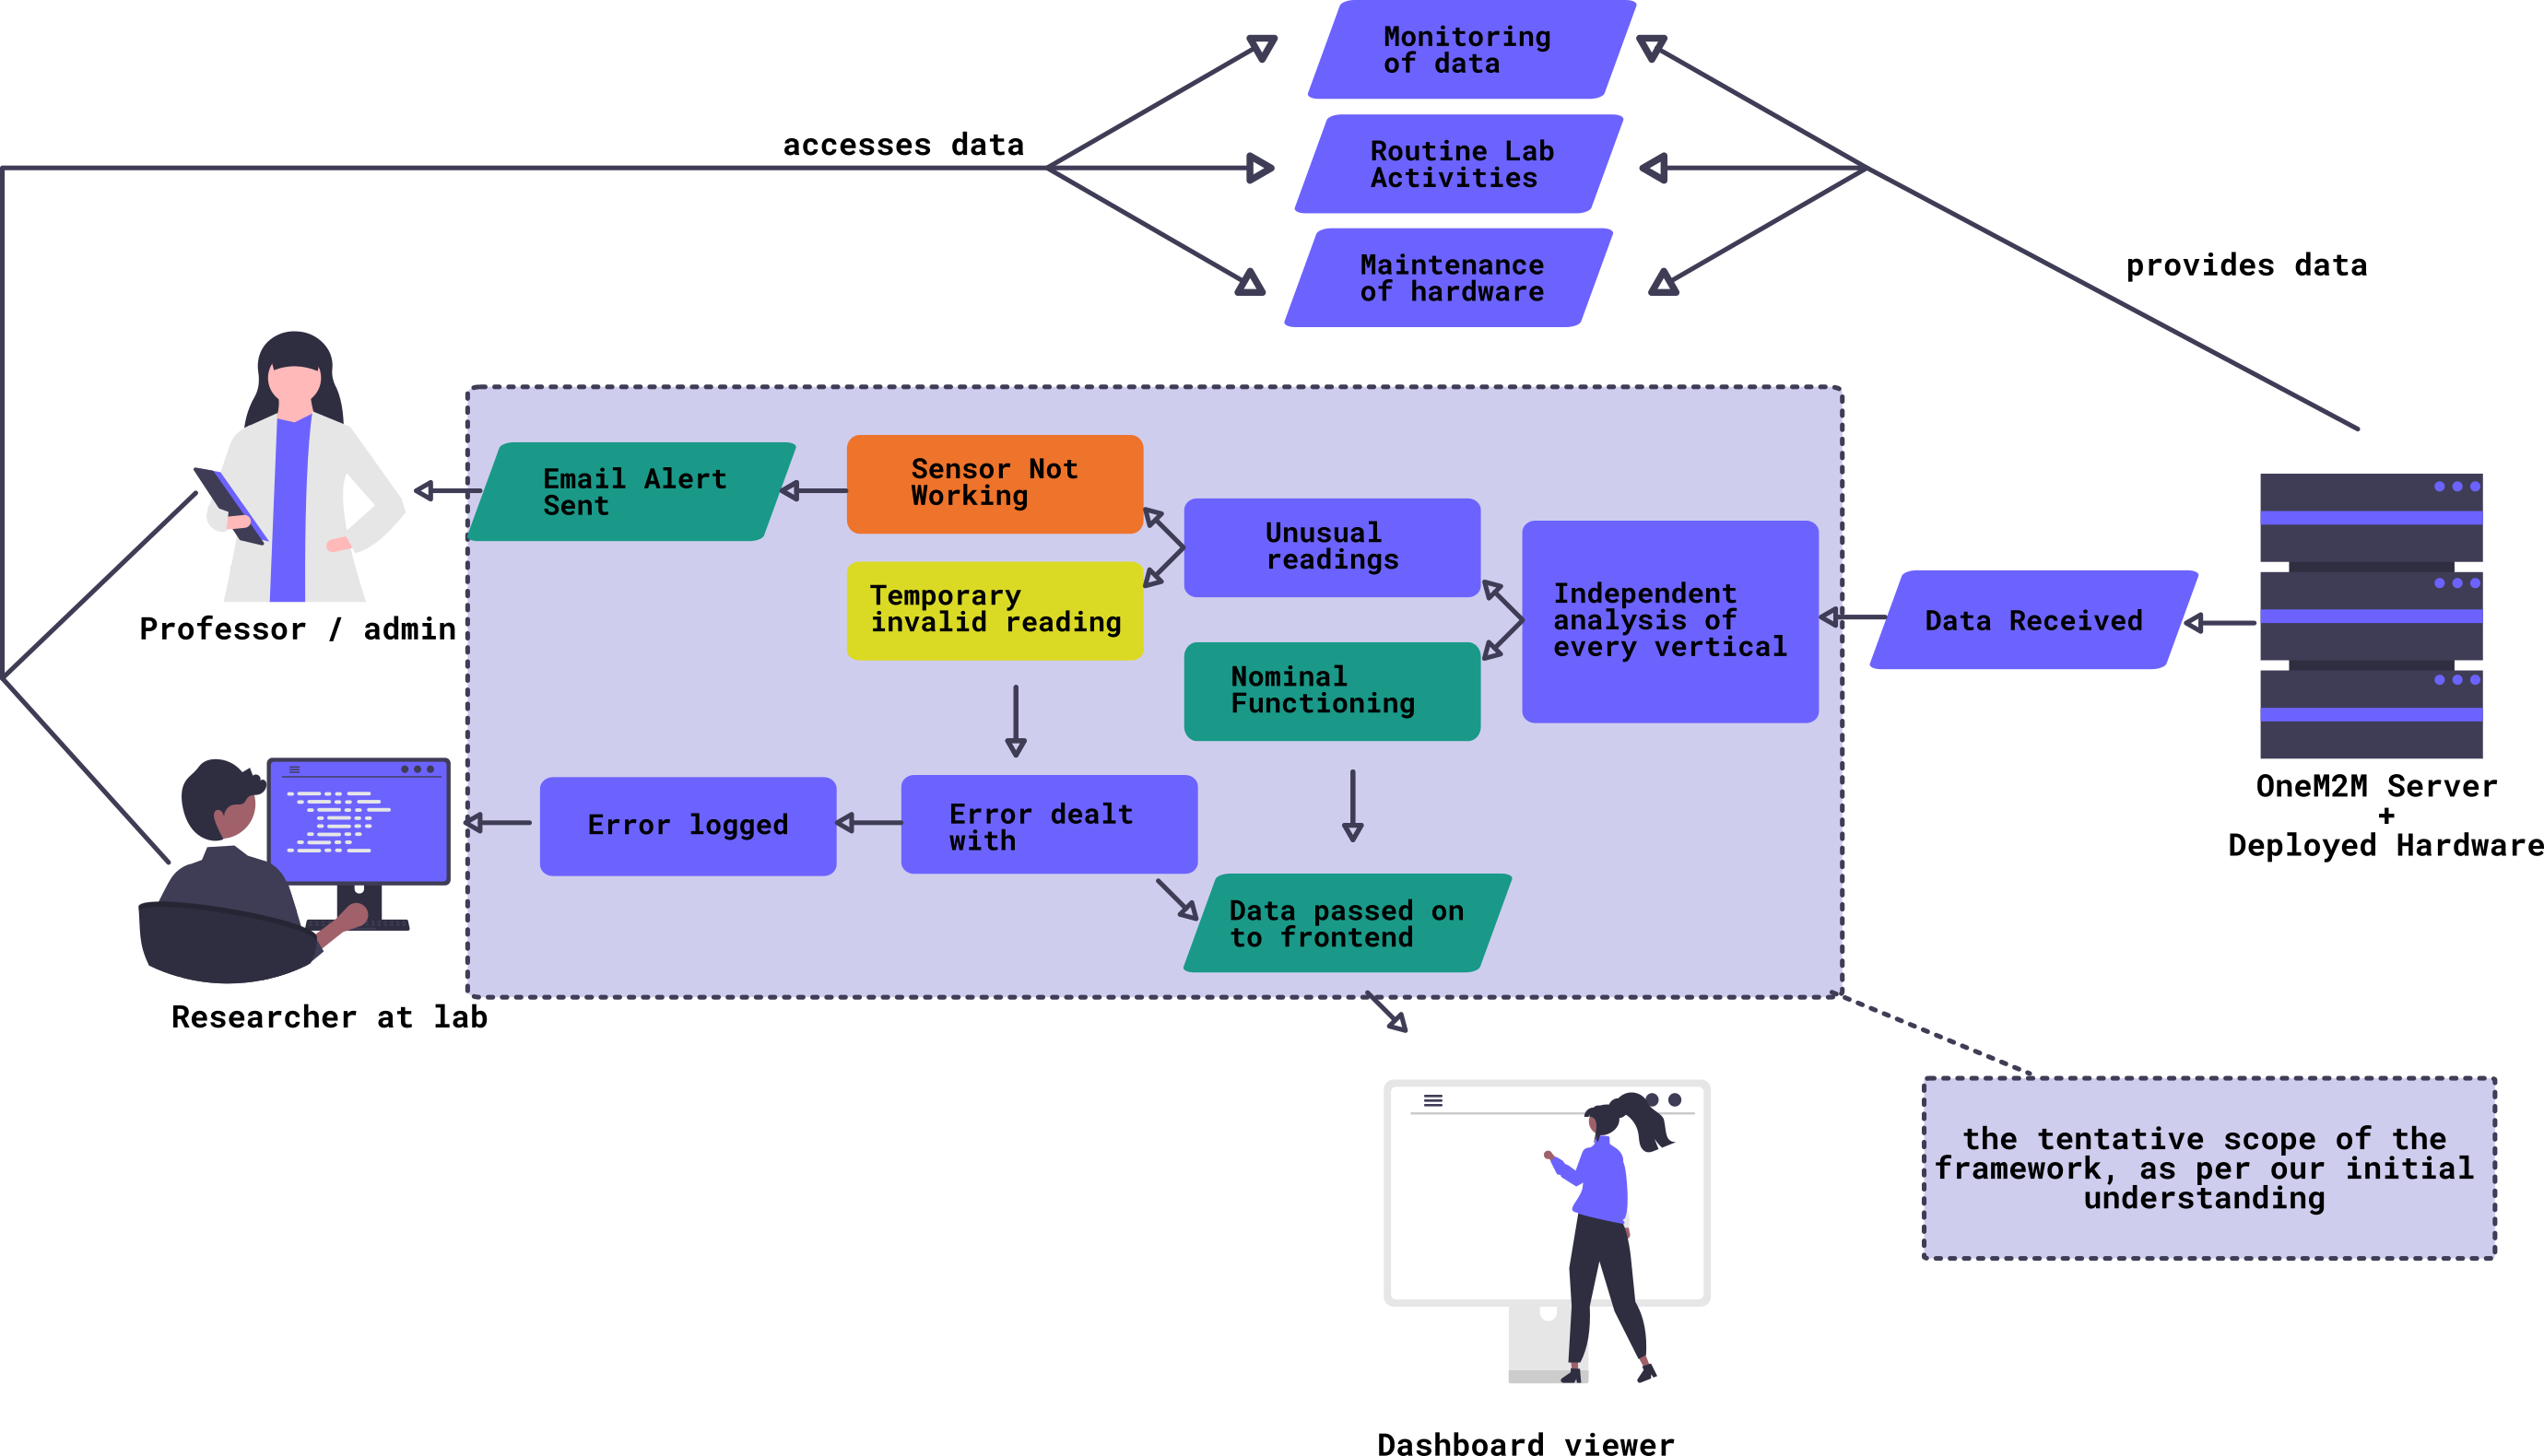 Monitoring
of data
accesses data
Routine Lab
Activities
Maintenance
of hardware
provides data
Email Alert
Sent
Sensor Not
Working
Unusual
readings
Temporary
invalid reading
Independent
analysis of
every vertical
Data Received
Professor / admin
Nominal
Functioning
OneM2M Server
+
Deployed Hardware
Error logged
Error dealt
with
Data passed on
to frontend
Researcher at lab
the tentative scope of the
framework, as per our initial
understanding
Dashboard viewer